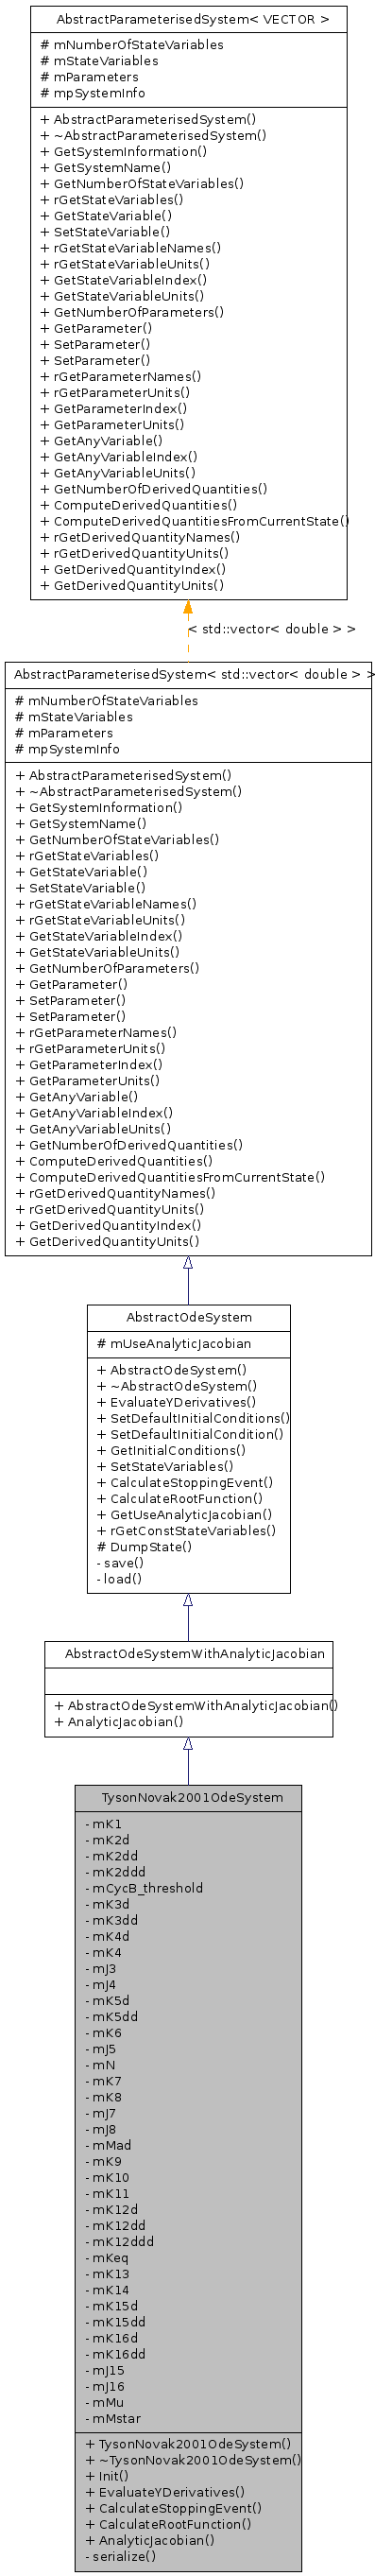 AbstractParameterisedSystem< VECTOR >
# mNumberOfStateVariables
# mStateVariables
# mParameters
# mpSystemInfo
+ AbstractParameterisedSystem()
+ ~AbstractParameterisedSystem()
+ GetSystemInformation()
+ GetSystemName()
+ GetNumberOfStateVariables()
+ rGetStateVariables()
+ GetStateVariable()
+ SetStateVariable()
+ rGetStateVariableNames()
+ rGetStateVariableUnits()
+ GetStateVariableIndex()
+ GetStateVariableUnits()
+ GetNumberOfParameters()
+ GetParameter()
+ SetParameter()
+ SetParameter()
+ rGetParameterNames()
+ rGetParameterUnits()
+ GetParameterIndex()
+ GetParameterUnits()
+ GetAnyVariable()
+ GetAnyVariableIndex()
+ GetAnyVariableUnits()
+ GetNumberOfDerivedQuantities()
+ ComputeDerivedQuantities()
+ ComputeDerivedQuantitiesFromCurrentState()
+ rGetDerivedQuantityNames()
+ rGetDerivedQuantityUnits()
+ GetDerivedQuantityIndex()
+ GetDerivedQuantityUnits()
< std::vector< double > >
AbstractParameterisedSystem< std::vector< double > >
# mNumberOfStateVariables
# mStateVariables
# mParameters
# mpSystemInfo
+ AbstractParameterisedSystem()
+ ~AbstractParameterisedSystem()
+ GetSystemInformation()
+ GetSystemName()
+ GetNumberOfStateVariables()
+ rGetStateVariables()
+ GetStateVariable()
+ SetStateVariable()
+ rGetStateVariableNames()
+ rGetStateVariableUnits()
+ GetStateVariableIndex()
+ GetStateVariableUnits()
+ GetNumberOfParameters()
+ GetParameter()
+ SetParameter()
+ SetParameter()
+ rGetParameterNames()
+ rGetParameterUnits()
+ GetParameterIndex()
+ GetParameterUnits()
+ GetAnyVariable()
+ GetAnyVariableIndex()
+ GetAnyVariableUnits()
+ GetNumberOfDerivedQuantities()
+ ComputeDerivedQuantities()
+ ComputeDerivedQuantitiesFromCurrentState()
+ rGetDerivedQuantityNames()
+ rGetDerivedQuantityUnits()
+ GetDerivedQuantityIndex()
+ GetDerivedQuantityUnits()
AbstractOdeSystem
# mUseAnalyticJacobian
+ AbstractOdeSystem()
+ ~AbstractOdeSystem()
+ EvaluateYDerivatives()
+ SetDefaultInitialConditions()
+ SetDefaultInitialCondition()
+ GetInitialConditions()
+ SetStateVariables()
+ CalculateStoppingEvent()
+ CalculateRootFunction()
+ GetUseAnalyticJacobian()
+ rGetConstStateVariables()
# DumpState()
- save()
- load()
AbstractOdeSystemWithAnalyticJacobian
+ AbstractOdeSystemWithAnalyticJacobian()
+ AnalyticJacobian()
TysonNovak2001OdeSystem
- mK1
- mK2d
- mK2dd
- mK2ddd
- mCycB_threshold
- mK3d
- mK3dd
- mK4d
- mK4
- mJ3
- mJ4
- mK5d
- mK5dd
- mK6
- mJ5
- mN
- mK7
- mK8
- mJ7
- mJ8
- mMad
- mK9
- mK10
- mK11
- mK12d
- mK12dd
- mK12ddd
- mKeq
- mK13
- mK14
- mK15d
- mK15dd
- mK16d
- mK16dd
- mJ15
- mJ16
- mMu
- mMstar
+ TysonNovak2001OdeSystem()
+ ~TysonNovak2001OdeSystem()
+ Init()
+ EvaluateYDerivatives()
+ CalculateStoppingEvent()
+ CalculateRootFunction()
+ AnalyticJacobian()
- serialize()